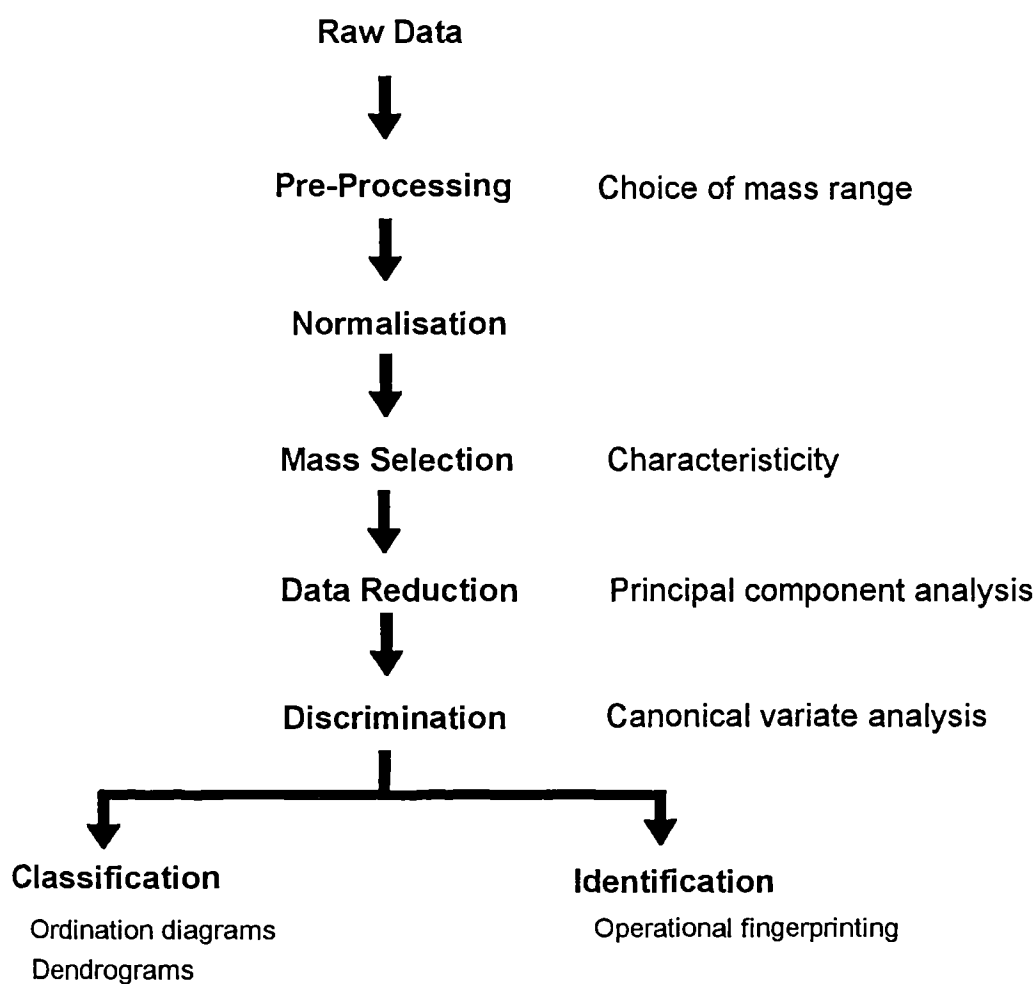 Raw Data
Pre-Processing Choice of mass range
Normalisation
Mass Selection Characteristicity
Data Reduction Principal component analysis
Discrimination Canonical variate analysis
Classification
Ordination diagrams
Dendrograms
Identification
Operational fingerprinting